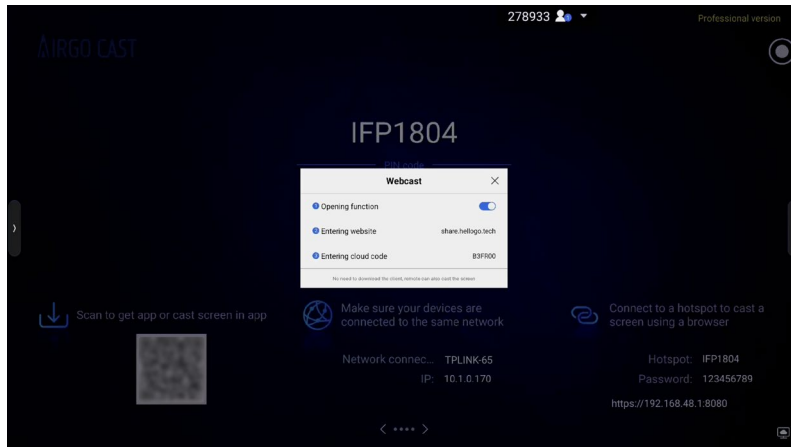 278933
Professional version
AIRGO CAST
IFP1804
PIN code
Webcast
1 Opening function
2 Entering website share.hellogo.tech
3 Entering cloud code B3FR00
No need to download the client, remote can also cast the screen
Scan to get app or cast screen in app
Make sure your devices are
connected to the same network
Network connec... TPLINK-65
IP: 10.1.0.170
Connect to a hotspot to cast a
screen using a browser
Hotspot: IFP1804
Password: 123456789
https://192.168.48.1:8080